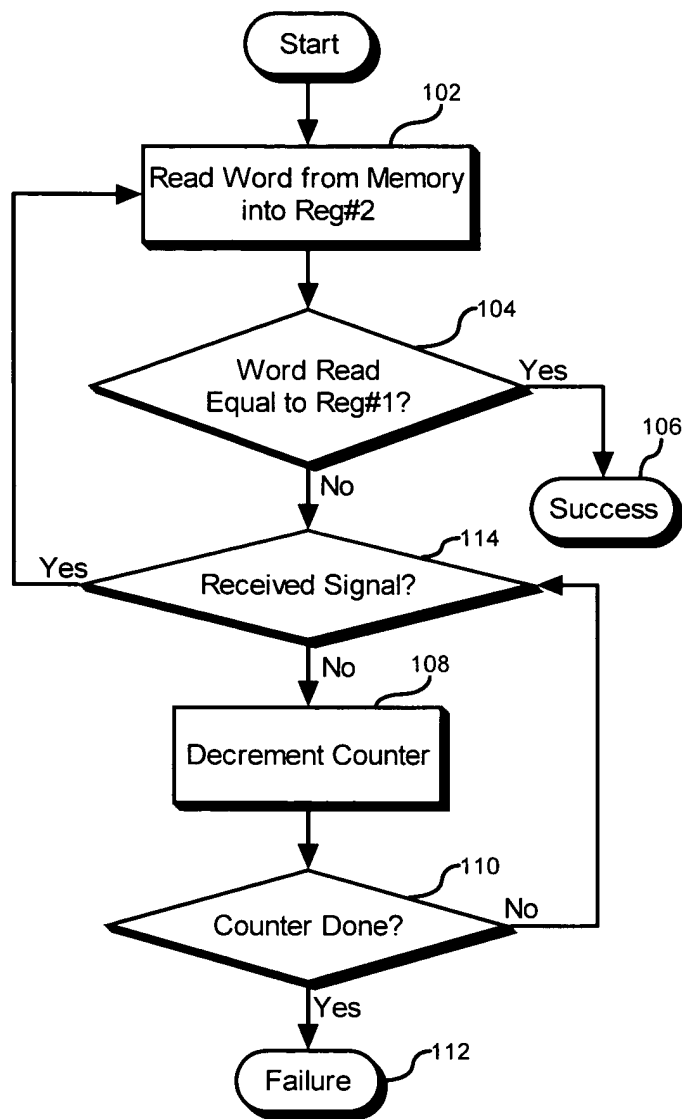 Start
102
Read Word from Memory
into Reg#2
104
Word Read
Equal to Reg#1?
Yes
106
Success
No
114
Yes
Received Signal?
No
108
Decrement Counter
110
Counter Done?
No
Yes
Failure
112